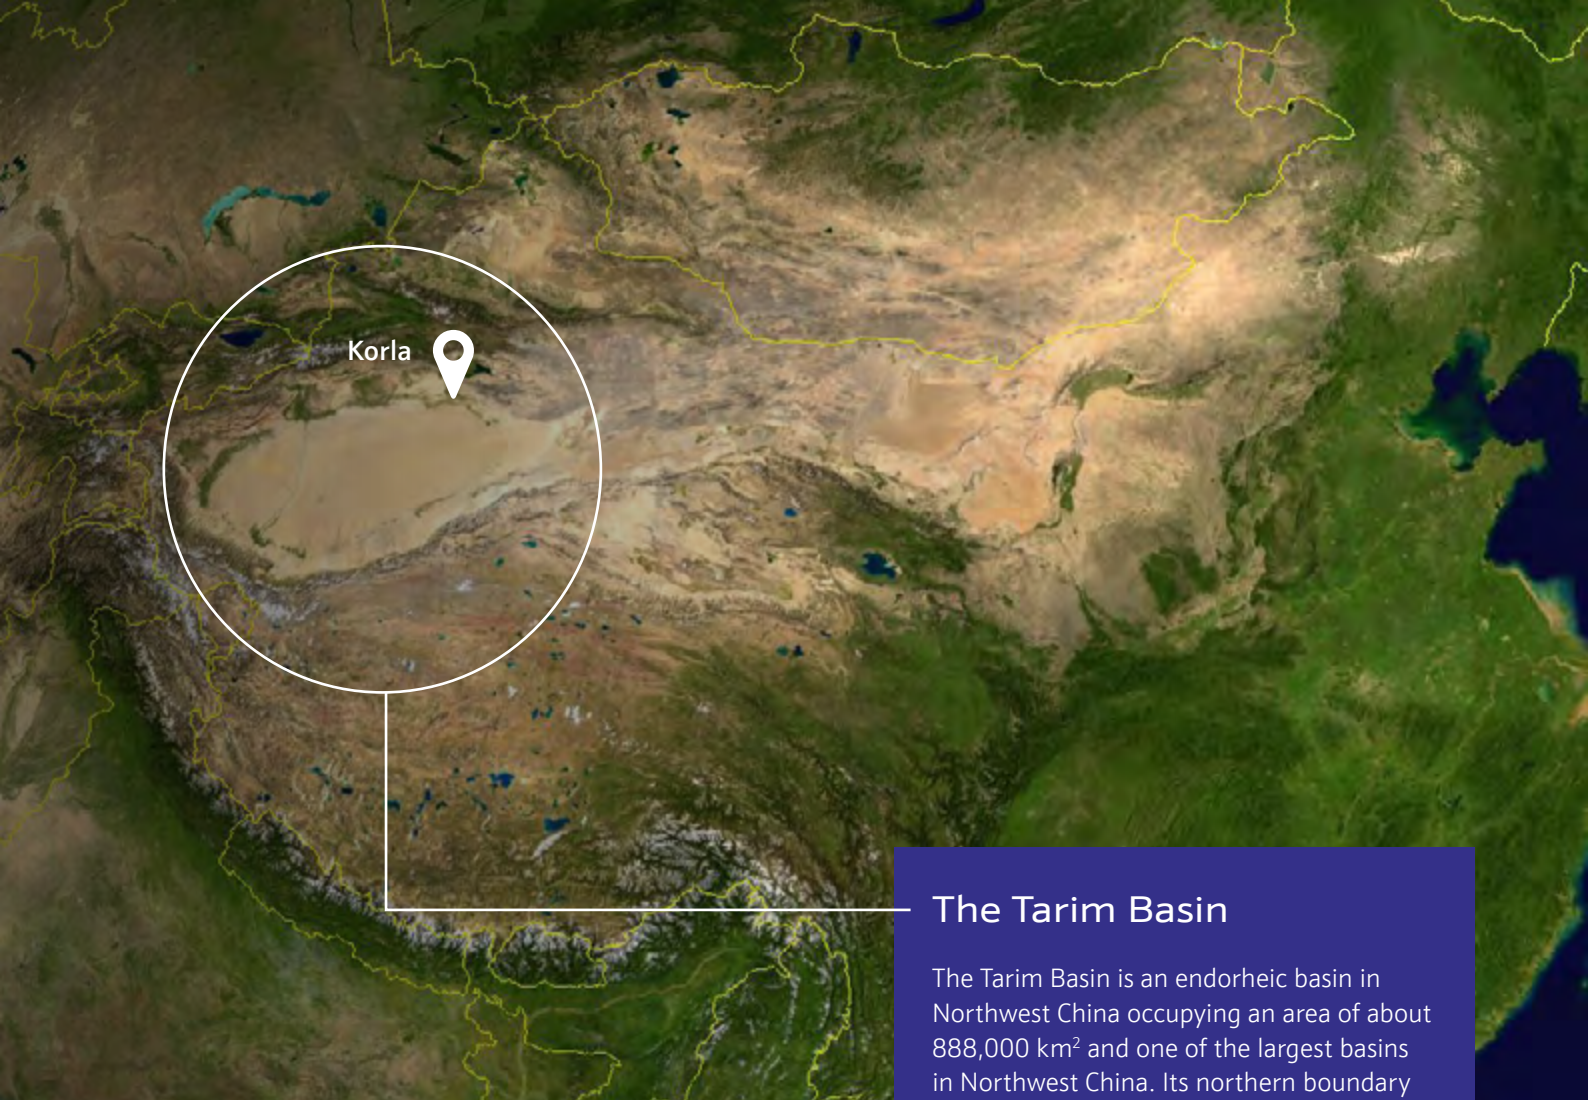 Korla
The Tarim Basin
The Tarim Basin is an endorheic basin in
Northwest China occupying an area of about
888,000 km² and one of the largest basins
in Northwest China. Its northern boundary